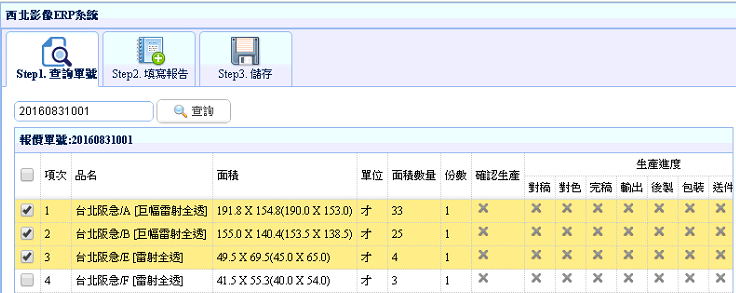 西北影像ERP系統
Step1. 查詢單號 Step2. 填寫報告 Step3. 儲存
20160831001 查詢
報價單號:20160831001
項次 品名 面積 單位 面積數量 份數 確認生產 生產進度
對稿 對色 完稿 輸出 後製 包裝 送件
1 台北阪急/A [巨幅雷射全透] 191.8 X 154.8(190.0 X 153.0) 才 33 1
2 台北阪急/B [巨幅雷射全透] 155.0 X 140.4(153.5 X 138.5) 才 25 1
3 台北阪急/E [雷射全透] 49.5 X 69.5(45.0 X 65.0) 才 4 1
4 台北阪急/F [雷射全透] 41.5 X 55.3(40.0 X 54.0) 才 3 1